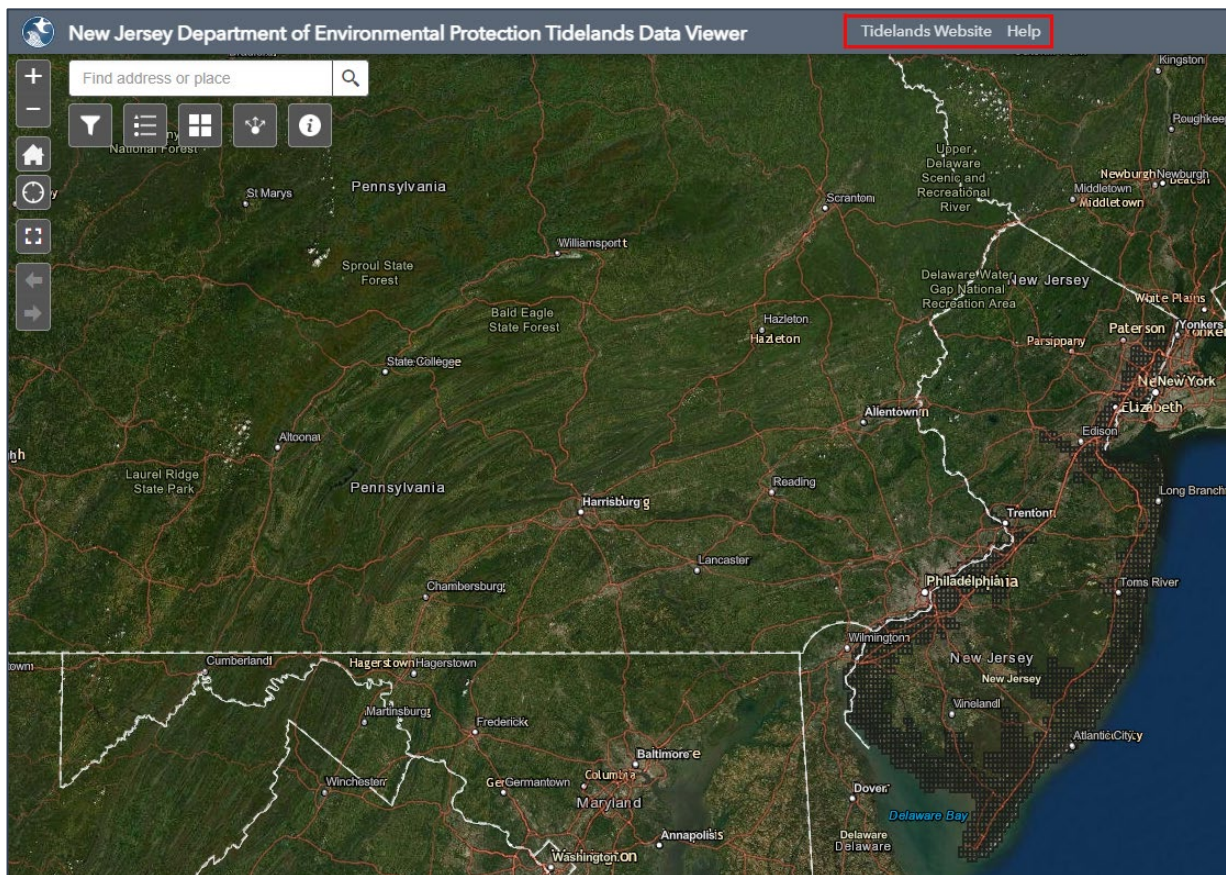 New Jersey Department of Environmental Protection Tidelands Data Viewer
Tidelands Website Help
Find address or place
Kingston
National Forest
St Marys
Pennsylvania
Upper
Delaware
Scenic and
Recreational
River
Scranton
Middletown
Middletown
Newburgh
Newburgh
Beacon
Williamsport
Sproul State
Forest
Delaware Water
Gap National
Recreation Area
New Jersey
White Plains
Bald Eagle
State Forest
Hazleton
Hazleton
Paterson
Yonkers
Parsippany
State College
New York
Elizabeth
Allentown
Edison
Altoona
Laurel Ridge
State Park
Pennsylvania
Reading
Long Branch
Harrisburg
Trenton
Lancaster
Chambersburg
Philadelphia
Toms River
Wilmington
Cumberland
Hagerstown
Hagerstown
New Jersey
New Jersey
Martinsburg
Frederick
Vineland
Atlantic City
Baltimore
Winchester
Germantown
Columbia
Maryland
Dover
Delaware Bay
Annapolis
Delaware
Delaware
Washington